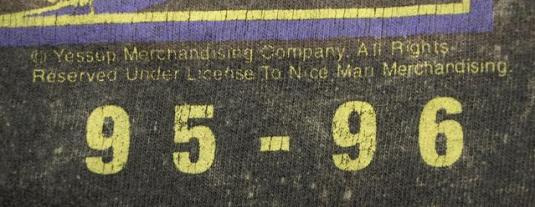 © Yessup Merchandising Company. All Rights
Reserved Under License To Nice Man Merchandising.
95-96